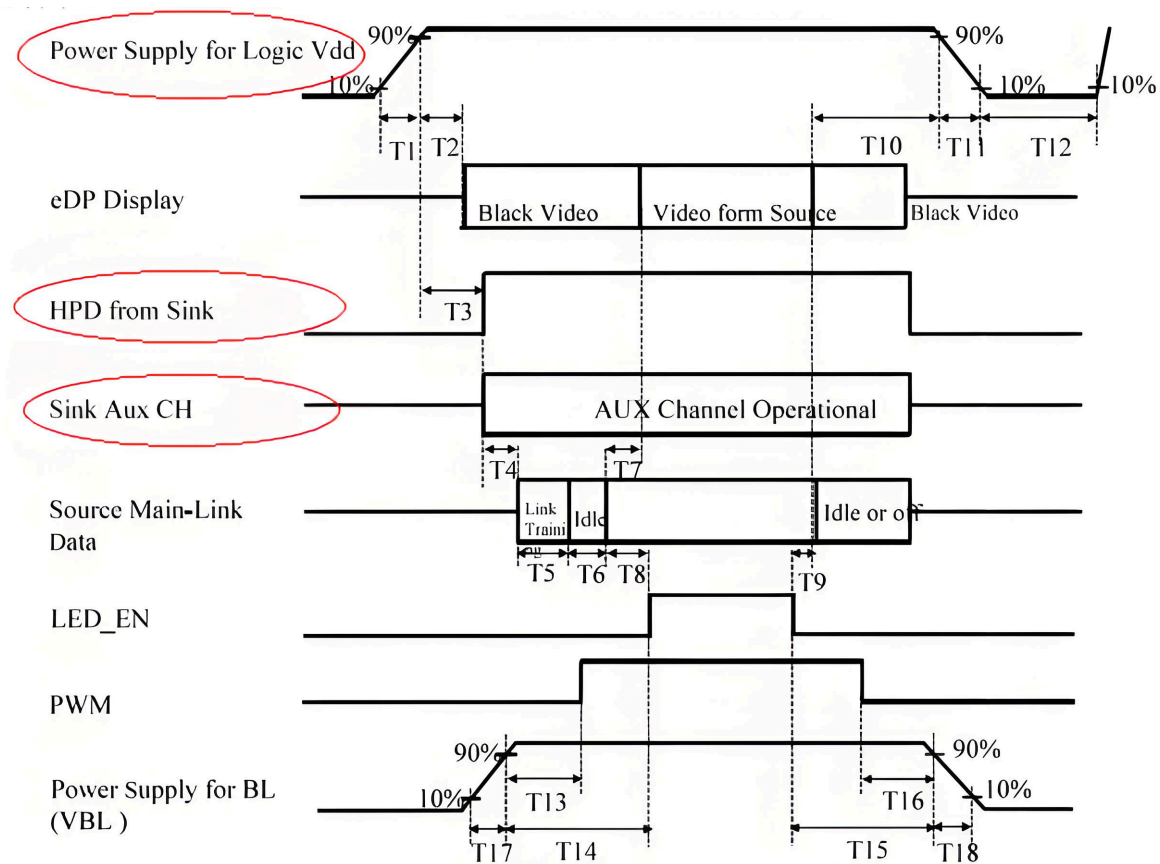 Power Supply for Logic Vdd
90%
90%
10%
10%
10%
T1
T2
T10
T11
T12
eDP Display
Black Video
Video form Source
Black Video
HPD from Sink
T3
Sink Aux CH
AUX Channel Operational
T4
T7
Source Main-Link
Data
Link
Traini
ng
Idle
Idle or off
T5
T6
T8
T9
LED_EN
PWM
90%
90%
Power Supply for BL
(VBL )
10%
10%
T13
T16
T17
T14
T15
T18